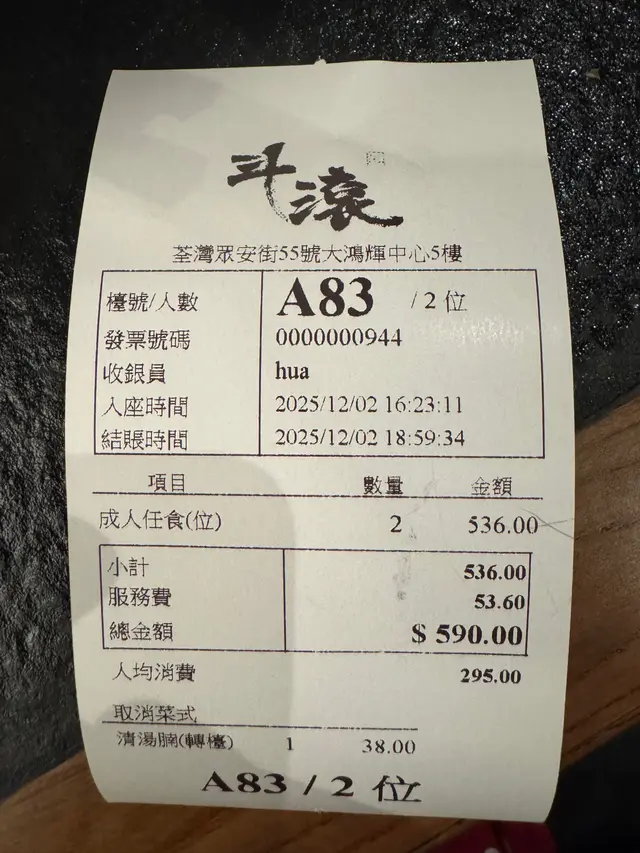 斗滾
荃灣眾安街55號大鴻輝中心5樓
檯號/人數 A83 /2位
發票號碼 0000000944
收銀員 hua
入座時間 2025/12/02 16:23:11
結賬時間 2025/12/02 18:59:34
項目 數量 金額
成人任食(位) 2 536.00
小計 536.00
服務費 53.60
總金額 $ 590.00
人均消費 295.00
取消菜式
清湯腩(轉檯) 1 38.00
A83 / 2 位